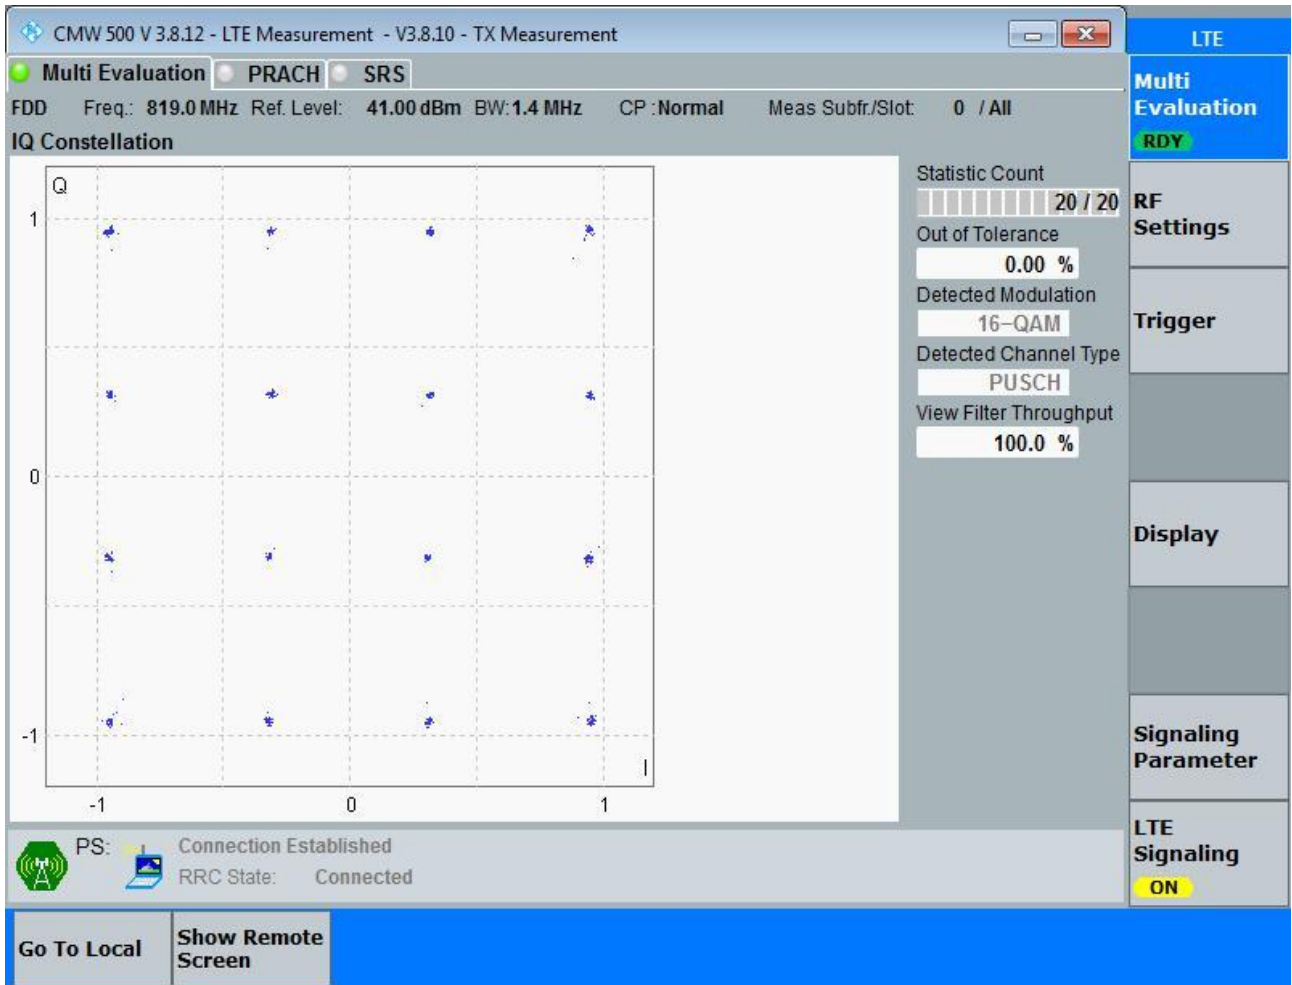 CMW 500 V 3.8.12 - LTE Measurement - V3.8.10 - TX Measurement
LTE
Multi Evaluation PRACH SRS
FDD Freq.: 819.0 MHz Ref. Level: 41.00 dBm BW: 1.4 MHz CP : Normal Meas Subfr./Slot: 0 / All
IQ Constellation
Q
1
0
-1
I
-1 0 1
Statistic Count
20 / 20
Out of Tolerance
0.00 %
Detected Modulation
16-QAM
Detected Channel Type
PUSCH
View Filter Throughput
100.0 %
Multi
Evaluation
RDY
RF
Settings
Trigger
Display
Signaling
Parameter
LTE
Signaling
ON
PS: Connection Established
RRC State: Connected
Go To Local
Show Remote
Screen